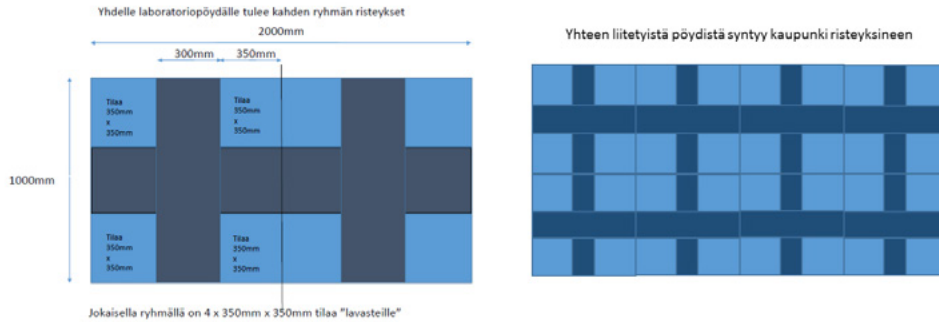 Yhdelle laboratoriopöydälle tulee kahden ryhmän risteykset
2000mm
300mm
350mm
Tilaa
350mm
x
350mm
Tilaa
350mm
x
350mm
1000mm
Tilaa
350mm
x
350mm
Tilaa
350mm
x
350mm
Jokaisella ryhmällä on 4 x 350mm x 350mm tilaa "lavasteille"
Yhteen liitetyistä pöydistä syntyy kaupunki risteyksineen